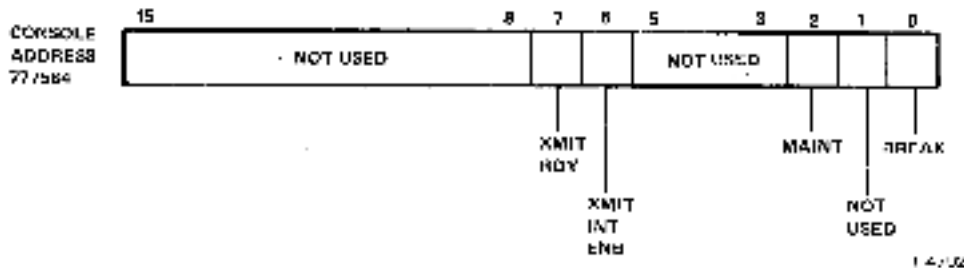 15 8 7 6 5 3 2 1 0
CONSOLE
ADDRESS
777564
NOT USED
NOT USED
XMIT
RDY
MAINT
BREAK
XMIT
INT
ENB
NOT
USED